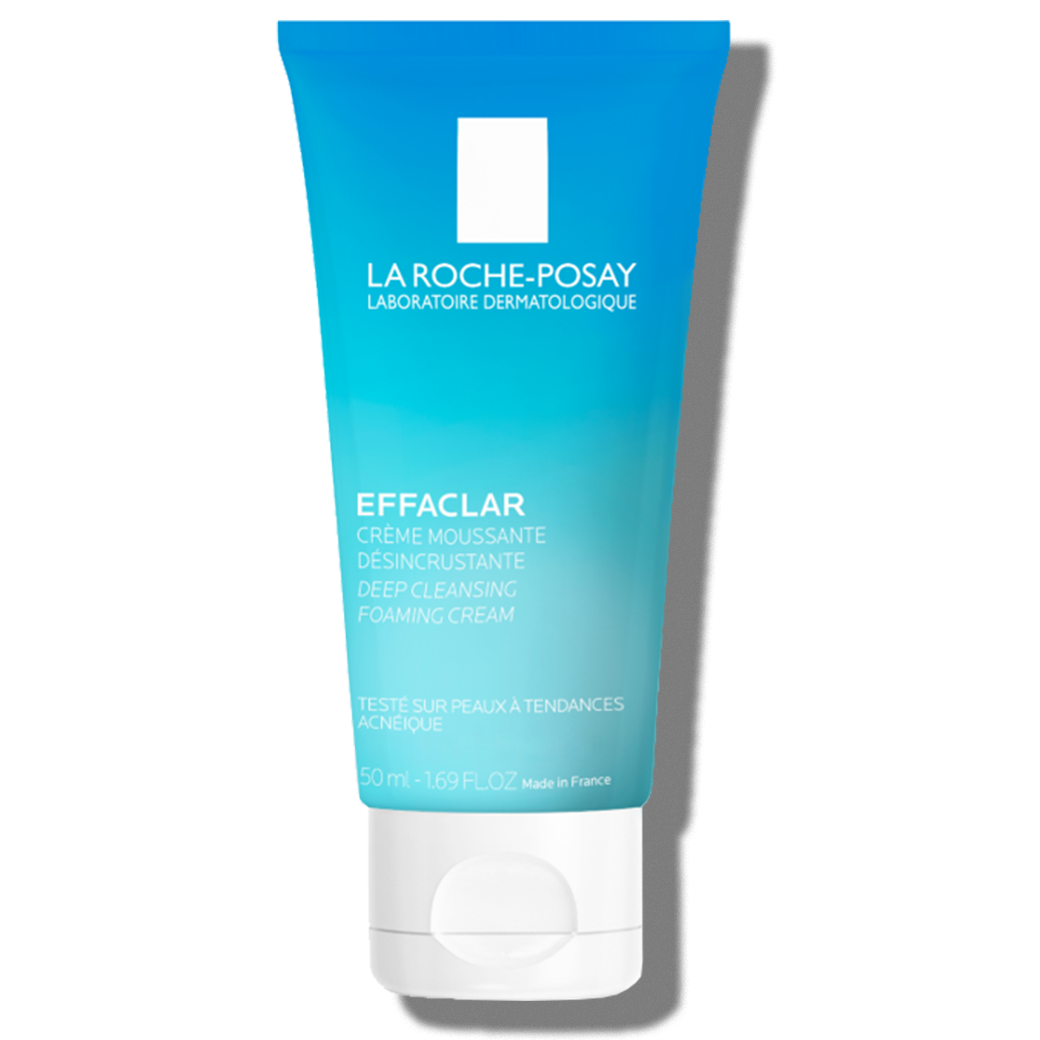 LA ROCHE-POSAY
LABORATOIRE DERMATOLOGIQUE
EFFACLAR
CRÈME MOUSSANTE
DÉSINCRUSTANTE
DEEP CLEANSING
FOAMING CREAM
TESTÉ SUR PEAUX À TENDANCES
ACNÉIQUE
50 ml - 1.69 FL.OZ Made in France